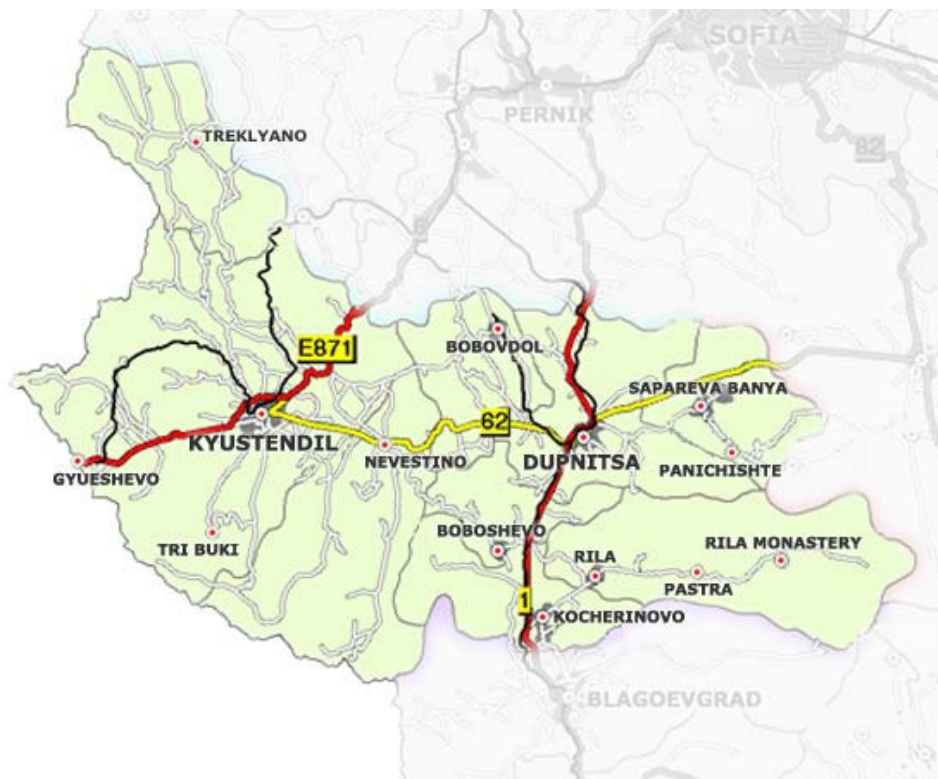 SOFIA
PERNIK
TREKLYANO
82
6
E871
BOBOVDOL
SAPAREVA BANYA
KYUSTENDIL
62
DUPNITSA
NEVESTINO
PANICHISHTE
GYUESHEVO
TRI BUKI
BOBOSHEVO
RILA
RILA MONASTERY
PASTRA
1
KOCHERINOVO
BLAGOEVGRAD